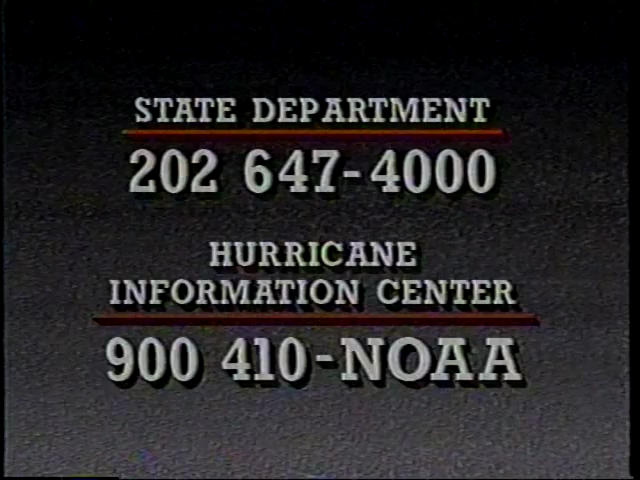 STATE DEPARTMENT
202 647-4000
HURRICANE
INFORMATION CENTER
900 410-NOAA